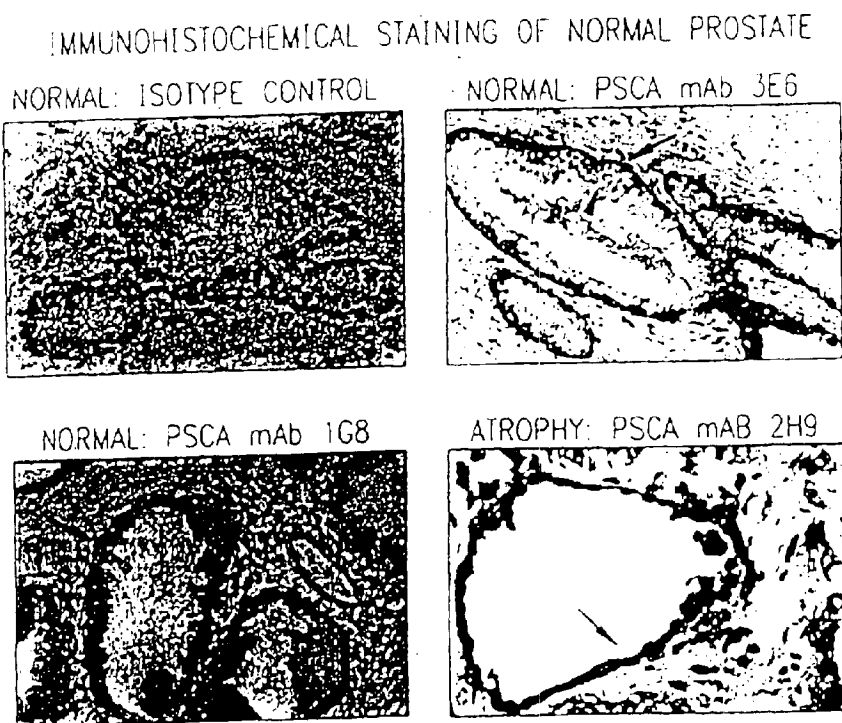 IMMUNOHISTOCHEMICAL STAINING OF NORMAL PROSTATE
NORMAL: ISOTYPE CONTROL
NORMAL: PSCA mAb 3E6
NORMAL: PSCA mAb 1G8
ATROPHY: PSCA mAB 2H9